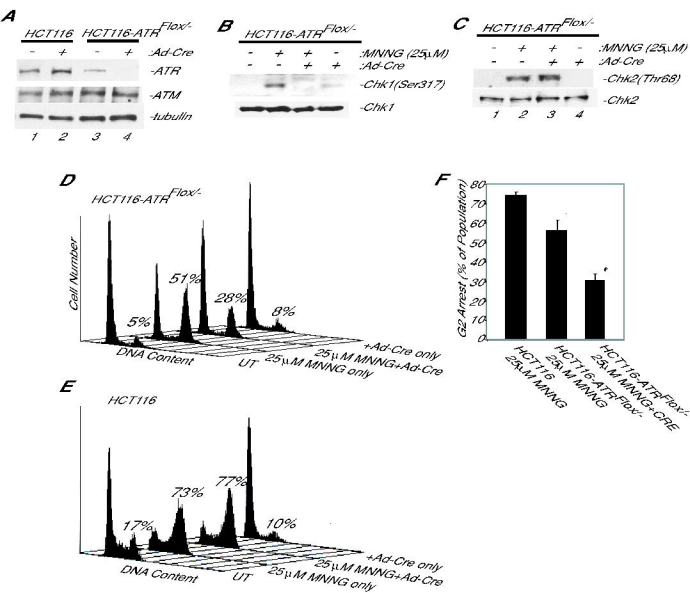 A
HCT116 HCT116-ATR Flox/-
- + - + :Ad-Cre
-ATR
-ATM
-tubulin
1 2 3 4
B
HCT116-ATR Flox/-
- + + - :MNNG (25μM)
- - + + :Ad-Cre
-Chk1(Ser317)
-Chk1
C
HCT116-ATR Flox/-
- + + - :MNNG (25μM)
- - + + :Ad-Cre
-Chk2(Thr68)
-Chk2
1 2 3 4
D
HCT116-ATR Flox/-
Cell Number
5%
51%
28%
8%
DNA Content
UT
25μM MNNG only
25μM MNNG+Ad-Cre
+Ad-Cre only
E
HCT116
17%
73%
77%
10%
DNA Content
UT
25μM MNNG only
25μM MNNG+Ad-Cre
+Ad-Cre only
F
G2 Arrest (% of Population)
80
70
60
50
40
30
20
10
0
*
HCT116
25μM MNNG
HCT116-ATR Flox/-
25μM MNNG
HCT116-ATR Flox/-
25μM MNNG+CRE